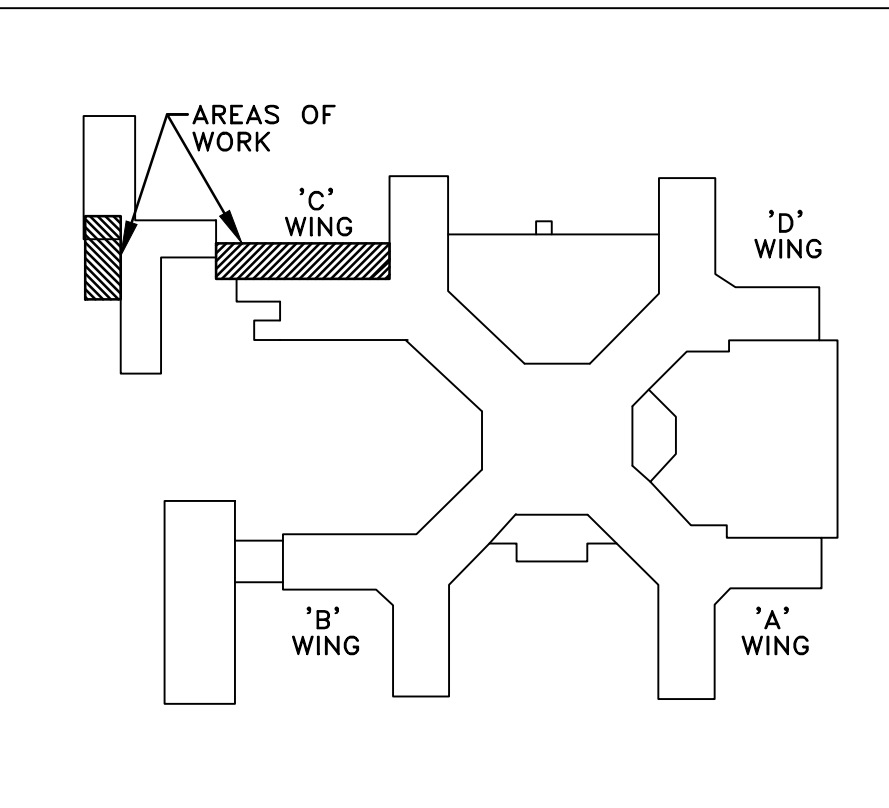 AREAS OF
WORK
'C'
WING
'D'
WING
'B'
WING
'A'
WING